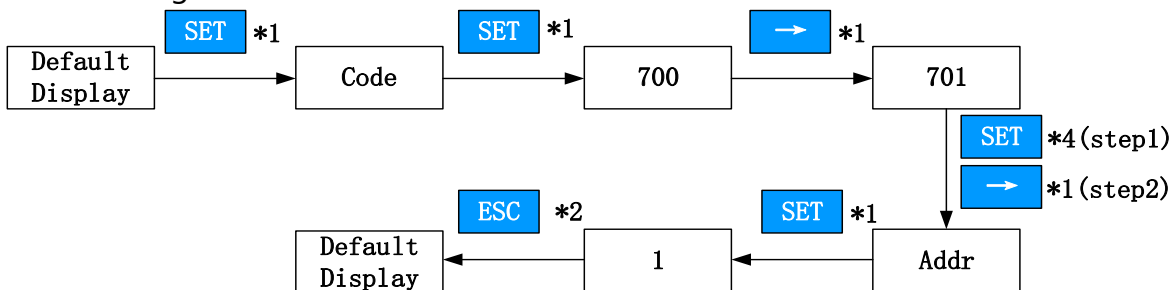 SET *1
SET *1
→ *1
Default
Display
Code
700
701
SET *4(step1)
→ *1(step2)
ESC *2
SET *1
Default
Display
1
Addr